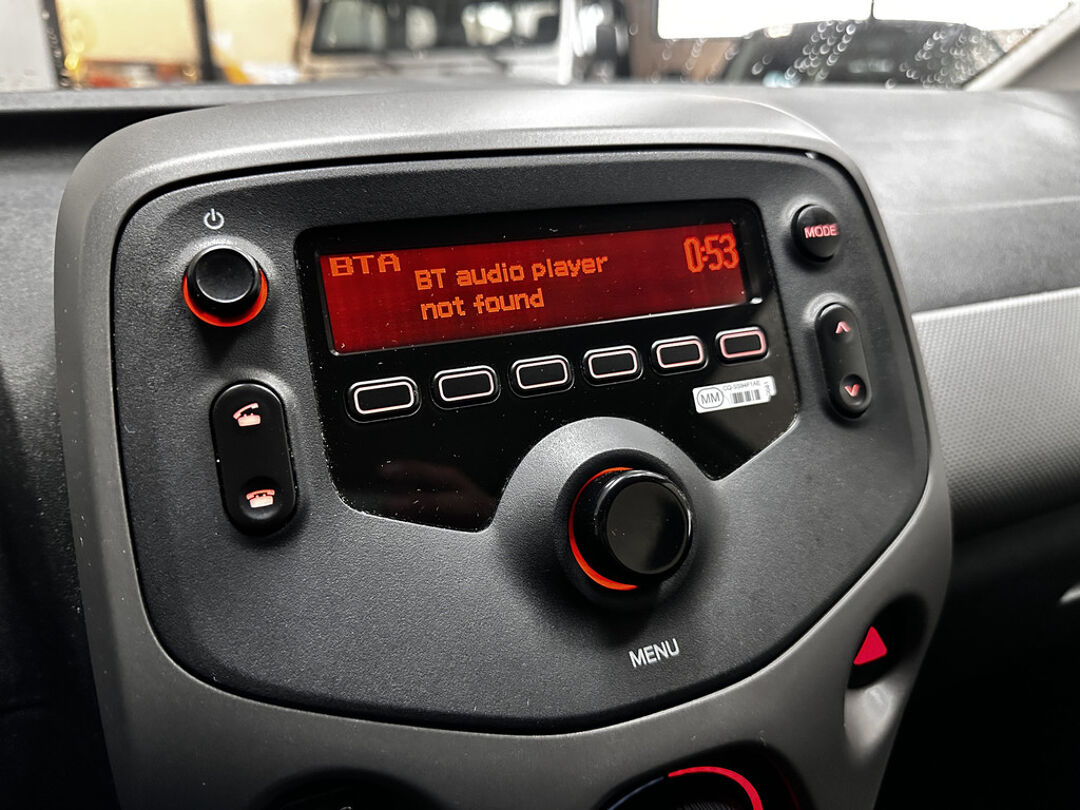 BTA
BT audio player
not found
0:53
MODE
MM
MENU